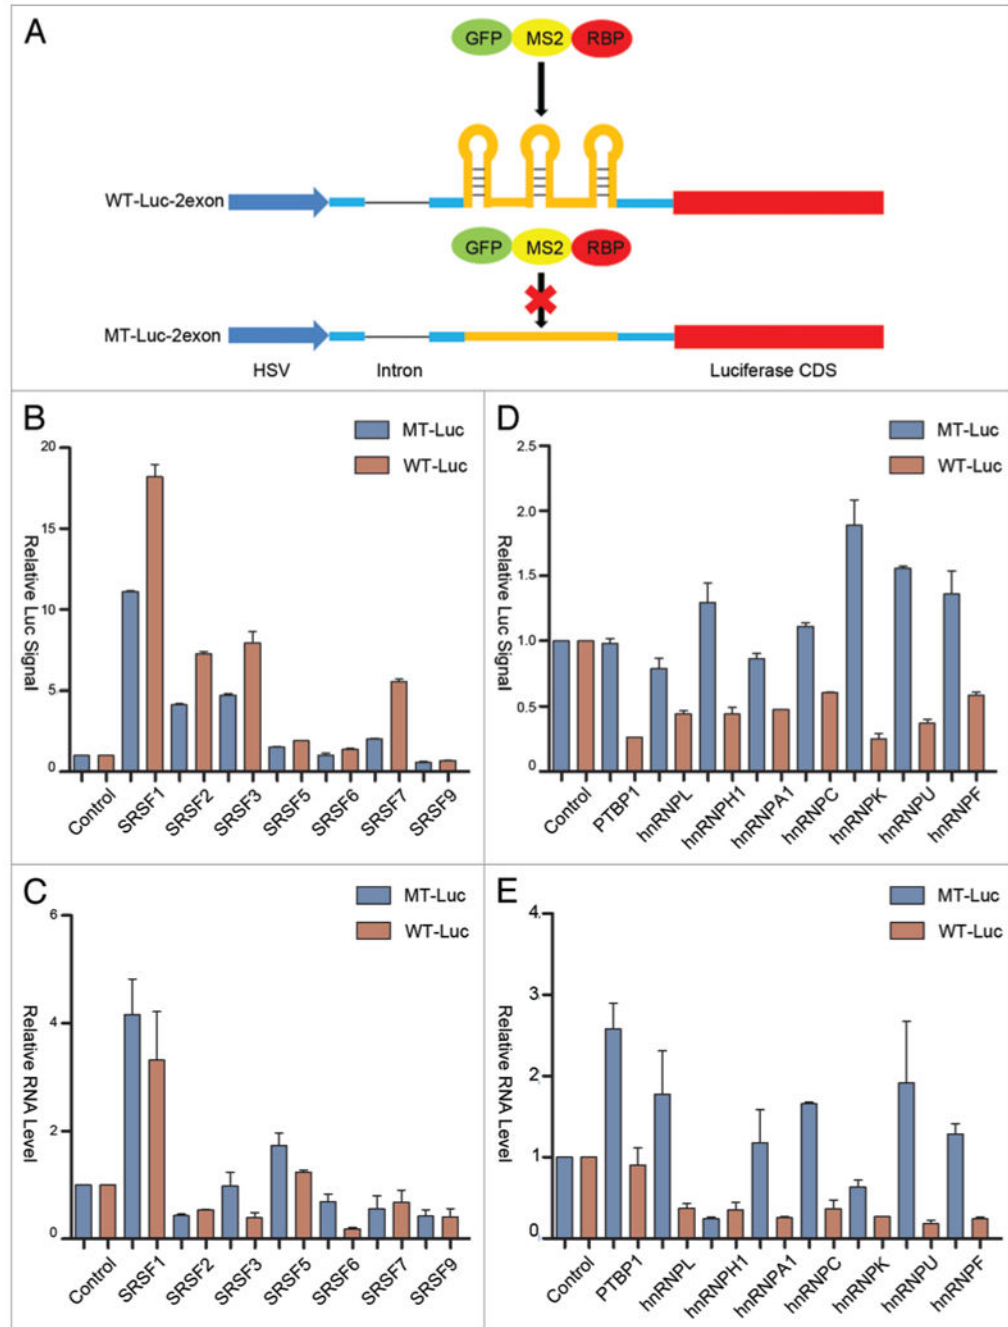 A
GFP MS2 RBP
WT-Luc-2exon
GFP MS2 RBP
MT-Luc-2exon
HSV Intron Luciferase CDS
B
MT-Luc
WT-Luc
Relative Luc Signal
20
15
10
5
0
Control SRSF1 SRSF2 SRSF3 SRSF5 SRSF6 SRSF7 SRSF9
D
MT-Luc
WT-Luc
Relative Luc Signal
2.5
2.0
1.5
1.0
0.5
0
Control PTBP1 hnRNPL hnRNPH1 hnRNPA1 hnRNPC hnRNPK hnRNPU hnRNPF
C
MT-Luc
WT-Luc
Relative RNA Level
6
4
2
0
Control SRSF1 SRSF2 SRSF3 SRSF5 SRSF6 SRSF7 SRSF9
E
MT-Luc
WT-Luc
Relative RNA Level
4
3
2
1
0
Control PTBP1 hnRNPL hnRNPH1 hnRNPA1 hnRNPC hnRNPK hnRNPU hnRNPF